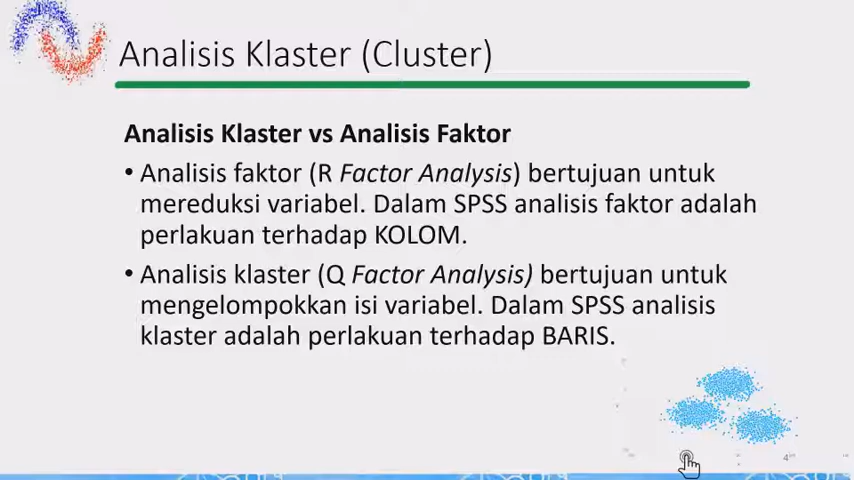 Analisis Klaster (Cluster)
Analisis Klaster vs Analisis Faktor
• Analisis faktor (R Factor Analysis) bertujuan untuk
mereduksi variabel. Dalam SPSS analisis faktor adalah
perlakuan terhadap KOLOM.
• Analisis klaster (Q Factor Analysis) bertujuan untuk
mengelompokkan isi variabel. Dalam SPSS analisis
klaster adalah perlakuan terhadap BARIS.